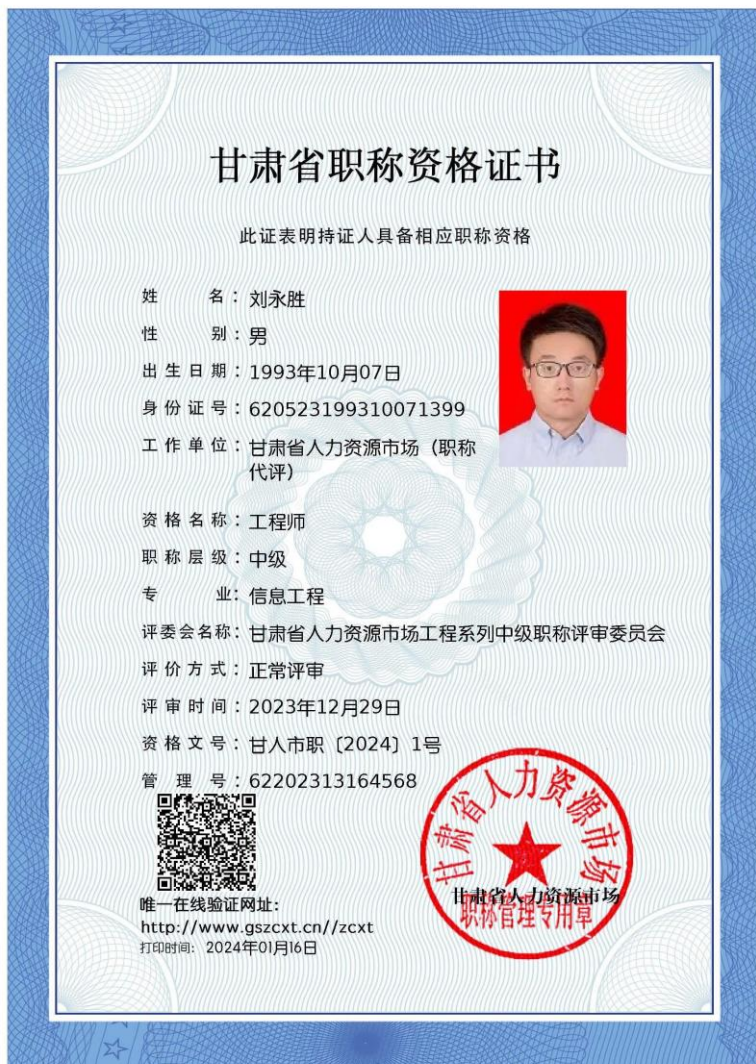 甘肃省职称资格证书
此证表明持证人具备相应职称资格
姓 名：刘永胜
性 别：男
出生日期：1993年10月07日
身份证号：620523199310071399
工作单位：甘肃省人力资源市场（职称
代评）
资格名称：工程师
职称层级：中级
专 业：信息工程
评委会名称：甘肃省人力资源市场工程系列中级职称评审委员会
评价方式：正常评审
评审时间：2023年12月29日
资格文号：甘人市职〔2024〕1号
管 理 号：62202313164568
甘肃省人力资源市场
甘肃省人力资源市场
职称管理专用章
唯一在线验证网址：
http://www.gszcxt.cn//zcxt
打印时间： 2024年01月16日